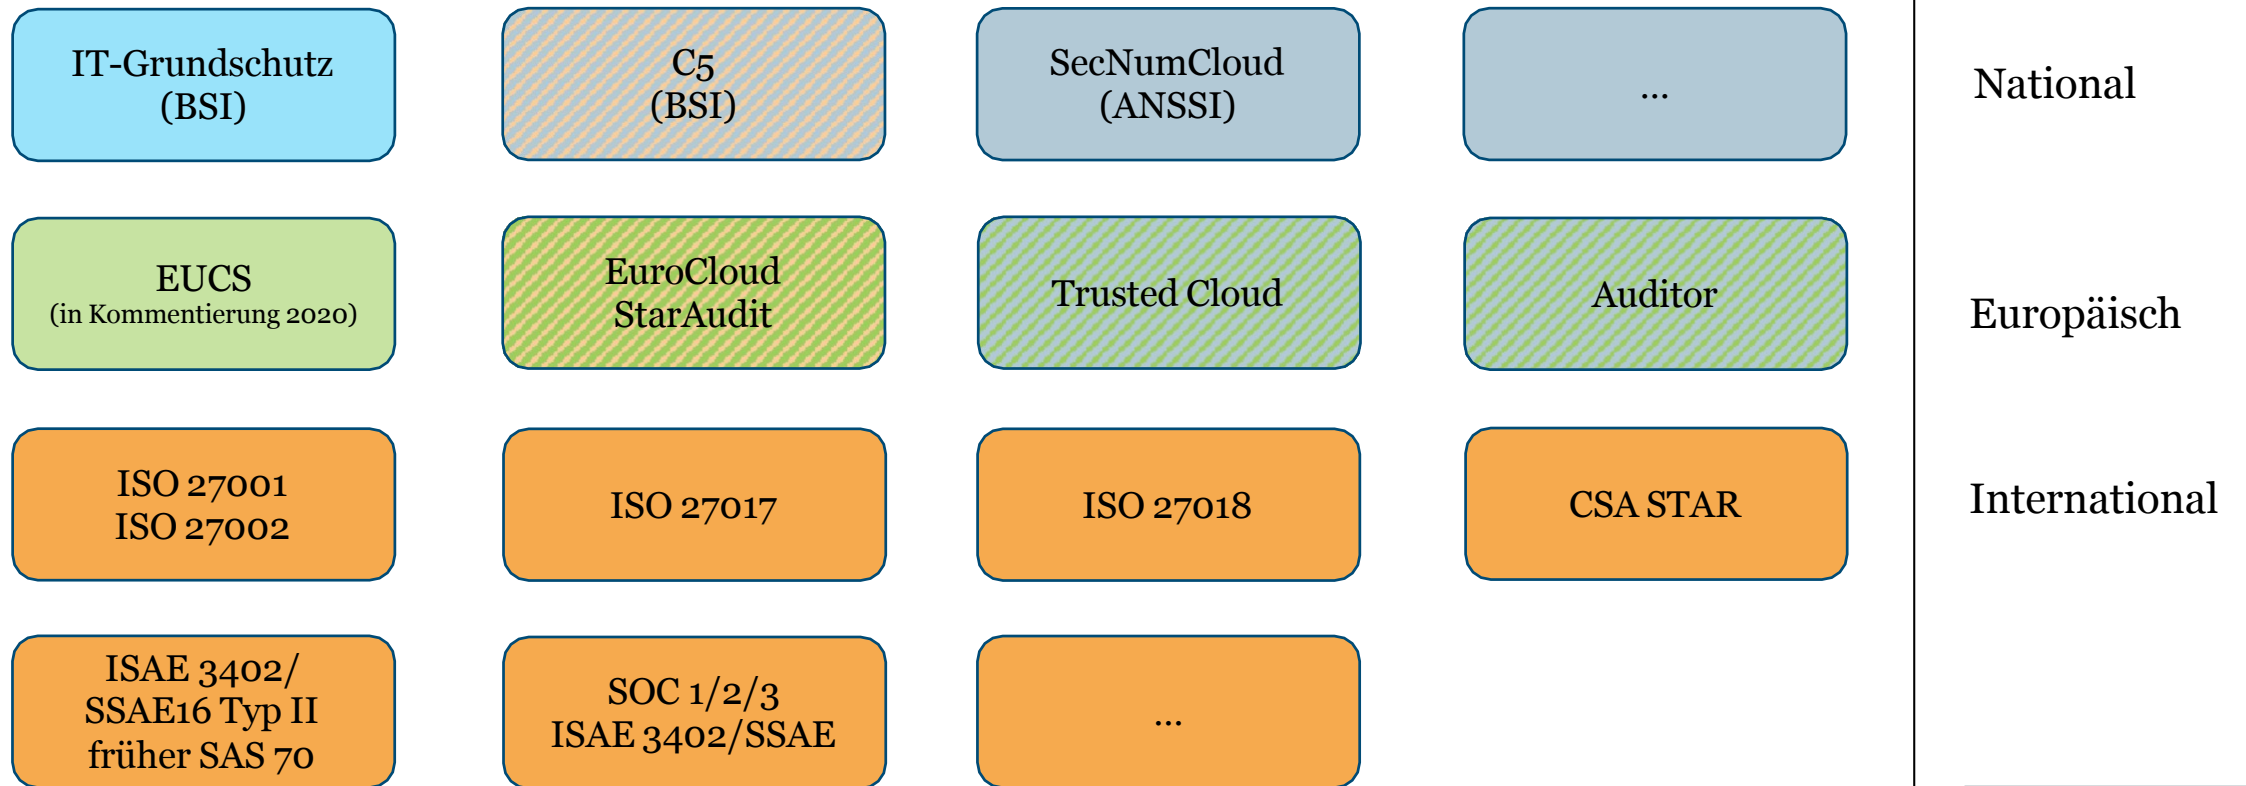 IT-Grundschutz
(BSI)
C5
(BSI)
SecNumCloud
(ANSSI)
...
National
EUCS
(in Kommentierung 2020)
EuroCloud
StarAudit
Trusted Cloud
Auditor
Europäisch
ISO 27001
ISO 27002
ISO 27017
ISO 27018
CSA STAR
International
ISAE 3402/
SSAE16 Typ II
früher SAS 70
SOC 1/2/3
ISAE 3402/SSAE
...